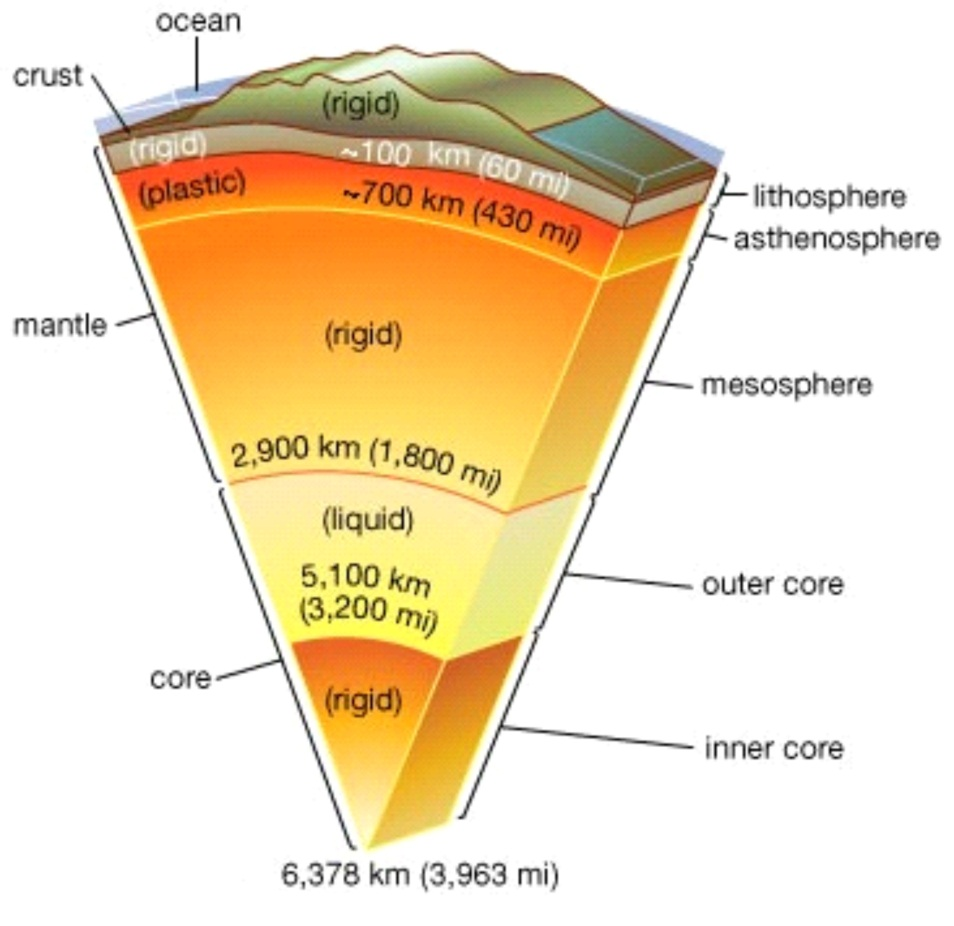 ocean
crust
(rigid)
(rigid)
~100 km (60 mi)
lithosphere
(plastic)
~700 km (430 mi)
asthenosphere
mantle
(rigid)
mesosphere
2,900 km (1,800 mi)
(liquid)
5,100 km
(3,200 mi)
outer core
core
(rigid)
inner core
6,378 km (3,963 mi)